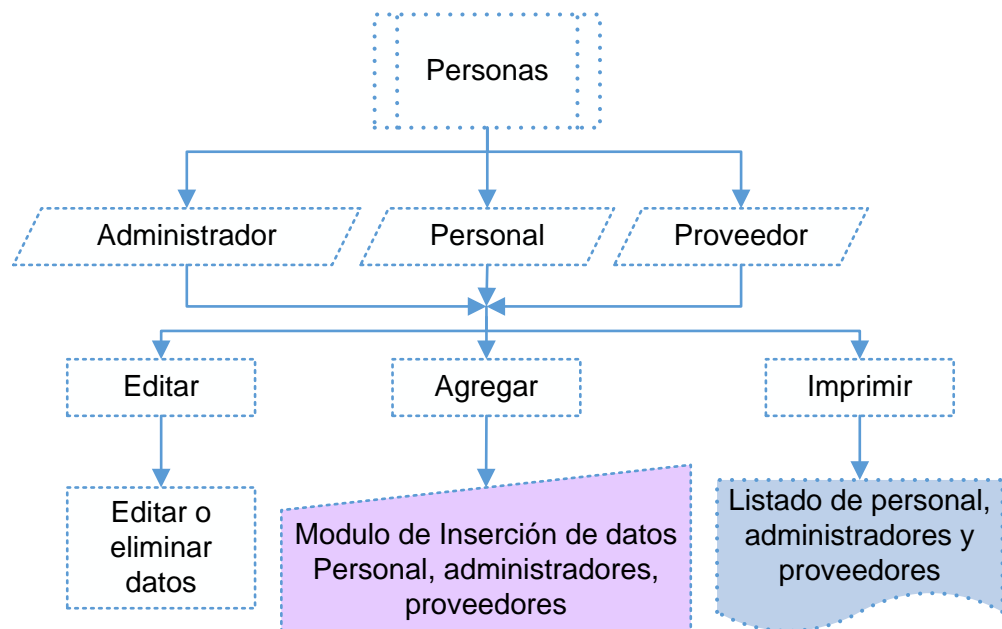 Personas
Administrador
Personal
Proveedor
Editar
Agregar
Imprimir
Editar o
eliminar
datos
Modulo de Inserción de datos
Personal, administradores,
proveedores
Listado de personal,
administradores y
proveedores